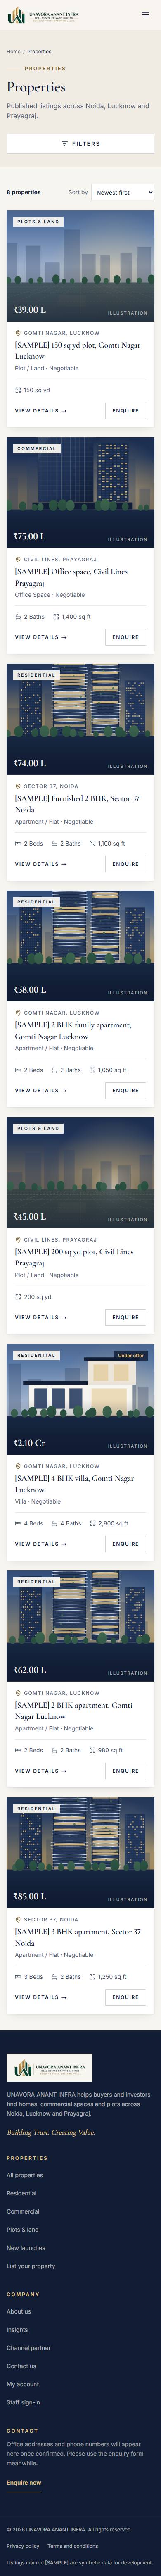 UNAVORA ANANT INFRA
Home / Properties
PROPERTIES
Properties
Published listings across Noida, Lucknow and
Prayagraj.
FILTERS
8 properties
Sort by Newest first
PLOTS & LAND
₹39.00 L
ILLUSTRATION
GOMTI NAGAR, LUCKNOW
[SAMPLE] 150 sq yd plot, Gomti Nagar
Lucknow
Plot / Land · Negotiable
150 sq yd
VIEW DETAILS →
ENQUIRE
COMMERCIAL
₹75.00 L
ILLUSTRATION
CIVIL LINES, PRAYAGRAJ
[SAMPLE] Office space, Civil Lines
Prayagraj
Office Space · Negotiable
2 Baths 1,400 sq ft
VIEW DETAILS →
ENQUIRE
RESIDENTIAL
₹74.00 L
ILLUSTRATION
SECTOR 37, NOIDA
[SAMPLE] Furnished 2 BHK, Sector 37
Noida
Apartment / Flat · Negotiable
2 Beds 2 Baths 1,100 sq ft
VIEW DETAILS →
ENQUIRE
RESIDENTIAL
₹58.00 L
ILLUSTRATION
GOMTI NAGAR, LUCKNOW
[SAMPLE] 2 BHK family apartment,
Gomti Nagar Lucknow
Apartment / Flat · Negotiable
2 Beds 2 Baths 1,050 sq ft
VIEW DETAILS →
ENQUIRE
PLOTS & LAND
₹45.00 L
ILLUSTRATION
CIVIL LINES, PRAYAGRAJ
[SAMPLE] 200 sq yd plot, Civil Lines
Prayagraj
Plot / Land · Negotiable
200 sq yd
VIEW DETAILS →
ENQUIRE
RESIDENTIAL
Under offer
₹2.10 Cr
ILLUSTRATION
GOMTI NAGAR, LUCKNOW
[SAMPLE] 4 BHK villa, Gomti Nagar
Lucknow
Villa · Negotiable
4 Beds 4 Baths 2,800 sq ft
VIEW DETAILS →
ENQUIRE
RESIDENTIAL
₹62.00 L
ILLUSTRATION
GOMTI NAGAR, LUCKNOW
[SAMPLE] 2 BHK apartment, Gomti
Nagar Lucknow
Apartment / Flat · Negotiable
2 Beds 2 Baths 980 sq ft
VIEW DETAILS →
ENQUIRE
RESIDENTIAL
₹85.00 L
ILLUSTRATION
SECTOR 37, NOIDA
[SAMPLE] 3 BHK apartment, Sector 37
Noida
Apartment / Flat · Negotiable
3 Beds 2 Baths 1,250 sq ft
VIEW DETAILS →
ENQUIRE
UNAVORA ANANT INFRA
UNAVORA ANANT INFRA helps buyers and investors
find homes, commercial spaces and plots across
Noida, Lucknow and Prayagraj.
Building Trust. Creating Value.
PROPERTIES
All properties
Residential
Commercial
Plots & land
New launches
List your property
COMPANY
About us
Insights
Channel partner
Contact us
My account
Staff sign-in
CONTACT
Office addresses and phone numbers will appear
here once confirmed. Please use the enquiry form
meanwhile.
Enquire now
© 2026 UNAVORA ANANT INFRA. All rights reserved.
Privacy policy Terms and conditions
Listings marked [SAMPLE] are synthetic data for development.